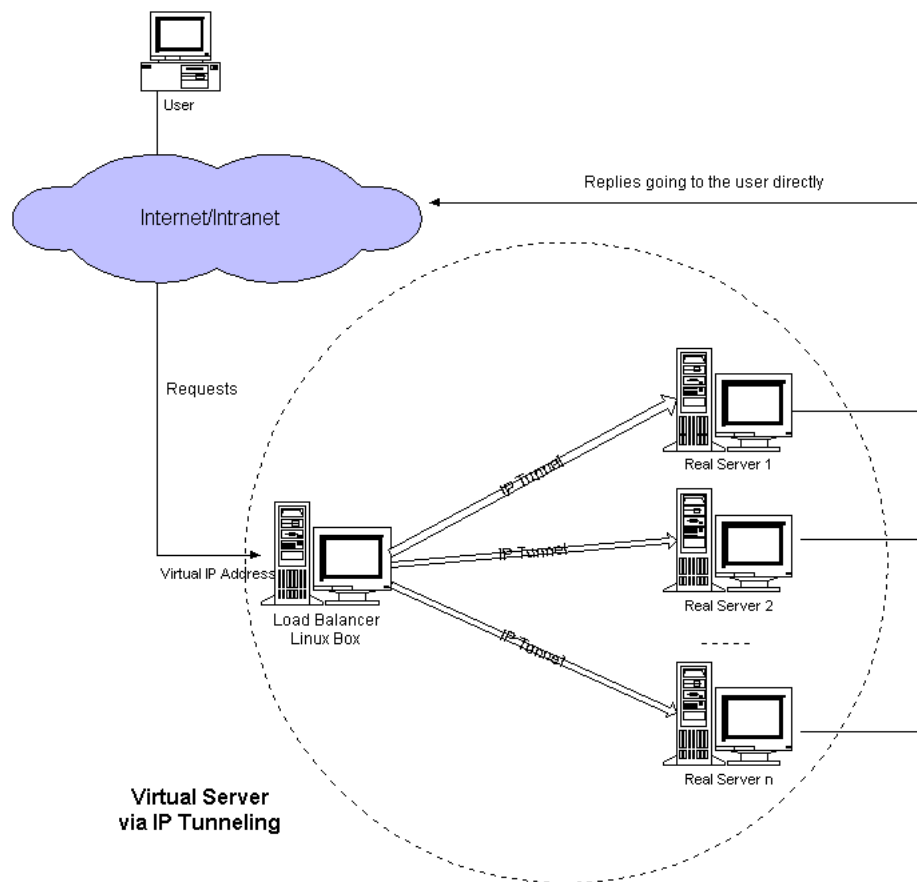 User
Replies going to the user directly
Internet/Intranet
Requests
IP Tunnel
Real Server 1
IP Tunnel
Virtual IP Address
Real Server 2
Load Balancer
Linux Box
IP Tunnel
Real Server n
Virtual Server
via IP Tunneling